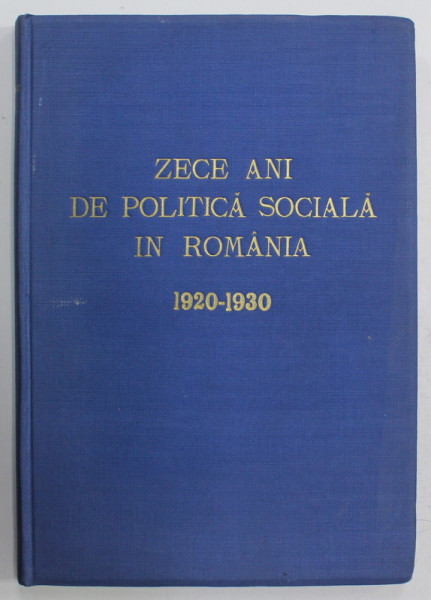 ZECE ANI
DE POLITICĂ SOCIALĂ
IN ROMÂNIA
1920-1930